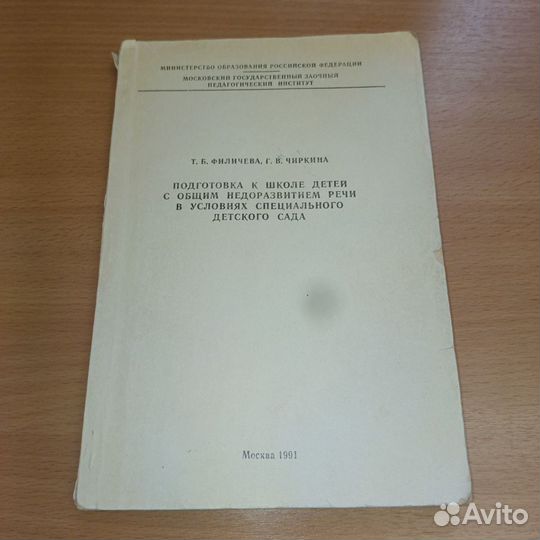 МИНИСТЕРСТВО ОБРАЗОВАНИЯ РОССИЙСКОЙ ФЕДЕРАЦИИ
МОСКОВСКИЙ ГОСУДАРСТВЕННЫЙ ЗАОЧНЫЙ
ПЕДАГОГИЧЕСКИЙ ИНСТИТУТ
Т. Б. ФИЛИЧЕВА, Г. В. ЧИРКИНА
ПОДГОТОВКА К ШКОЛЕ ДЕТЕЙ
С ОБЩИМ НЕДОРАЗВИТИЕМ РЕЧИ
В УСЛОВИЯХ СПЕЦИАЛЬНОГО
ДЕТСКОГО САДА
Москва 1991
Avito